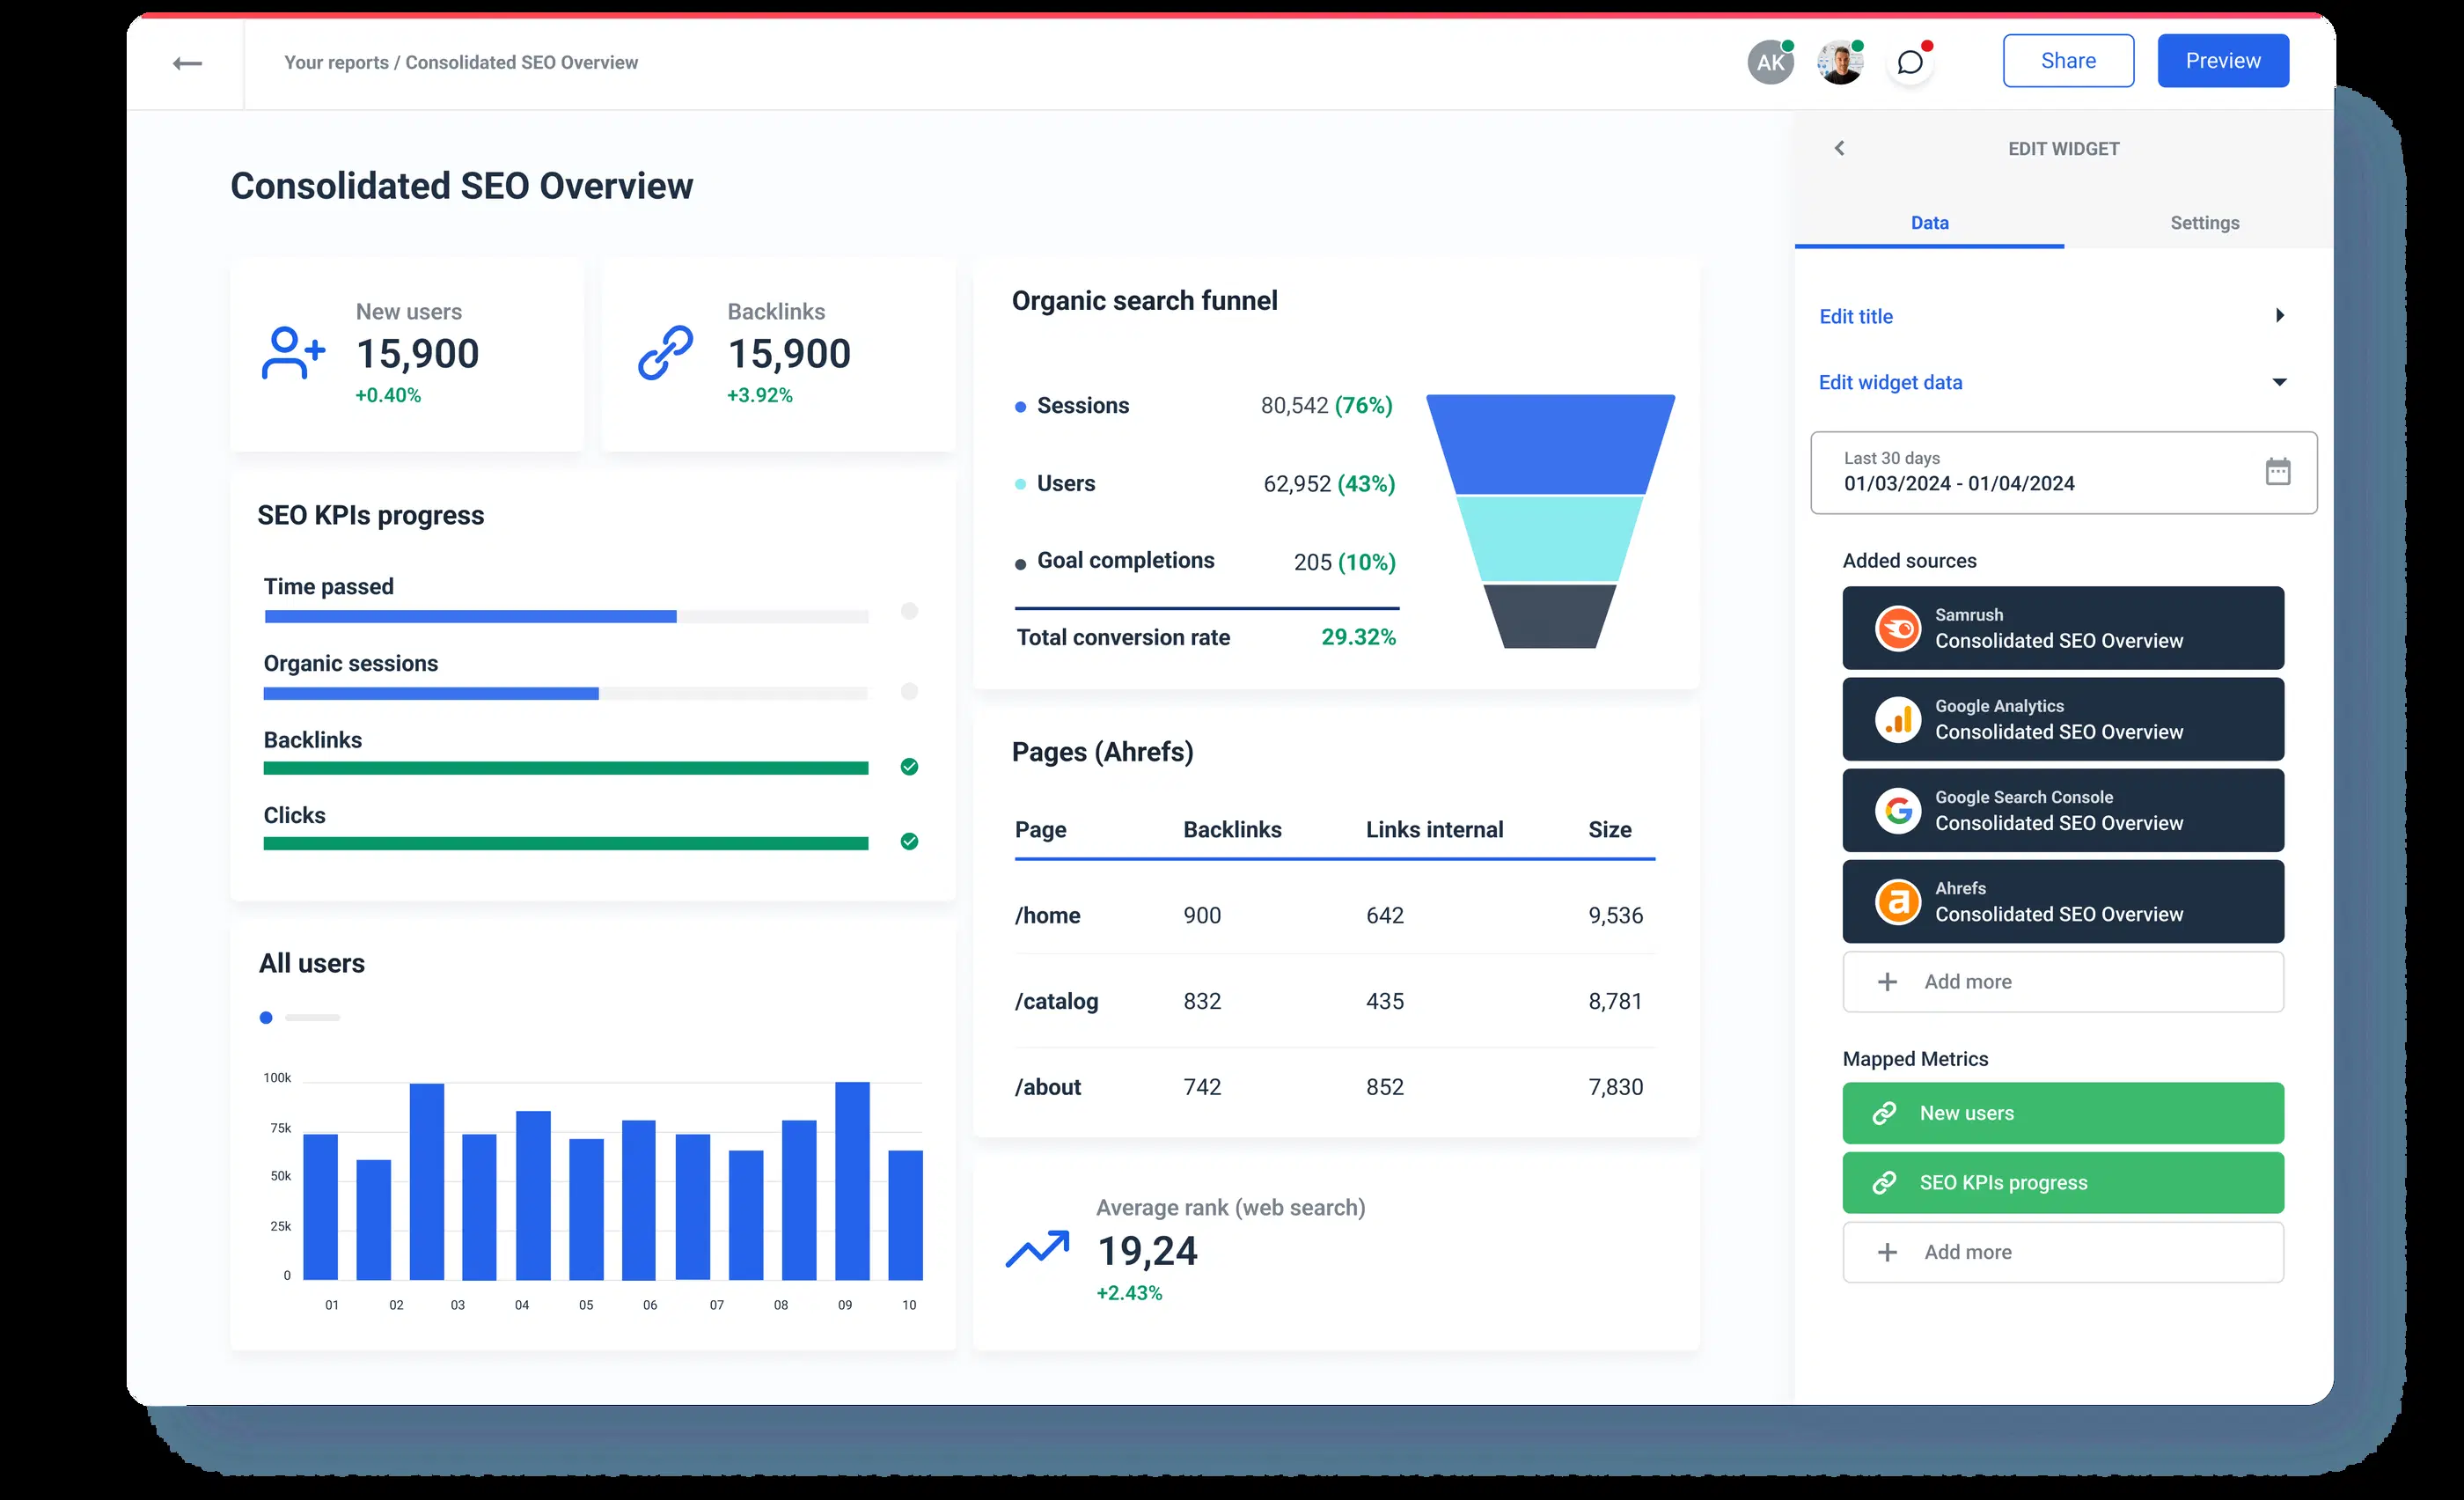 Your reports / Consolidated SEO Overview
AK
Share
Preview
Consolidated SEO Overview
New users
15,900
+0.40%
Backlinks
15,900
+3.92%
SEO KPIs progress
Time passed
Organic sessions
Backlinks
Clicks
All users
100k
75k
50k
25k
0
01 02 03 04 05 06 07 08 09 10
Organic search funnel
Sessions 80,542 (76%)
Users 62,952 (43%)
Goal completions 205 (10%)
Total conversion rate 29.32%
Pages (Ahrefs)
Page Backlinks Links internal Size
/home 900 642 9,536
/catalog 832 435 8,781
/about 742 852 7,830
Average rank (web search)
19,24
+2.43%
EDIT WIDGET
Data Settings
Edit title
Edit widget data
Last 30 days
01/03/2024 - 01/04/2024
Added sources
Samrush
Consolidated SEO Overview
Google Analytics
Consolidated SEO Overview
Google Search Console
Consolidated SEO Overview
a
Ahrefs
Consolidated SEO Overview
Add more
Mapped Metrics
New users
SEO KPIs progress
Add more